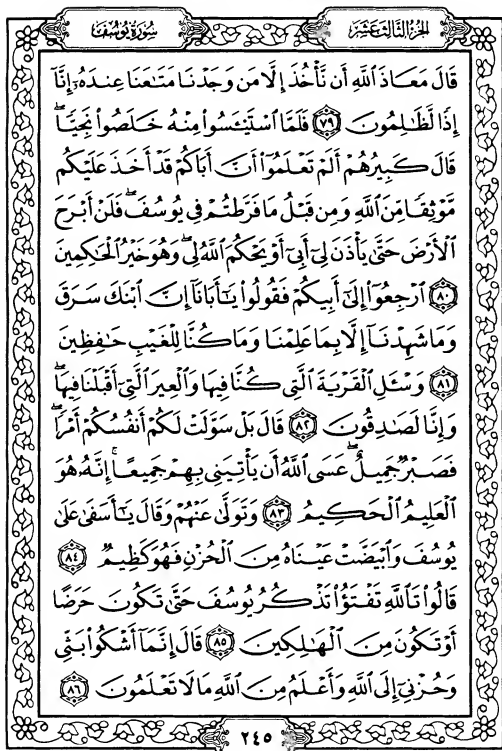 الجزء الثالث عشر
سورة يوسف
قَالَ مَعَاذَ ٱللَّهِ أَن نَّأْخُذَ إِلَّا مَن وَجَدْنَا مَتَٰعَنَا عِندَهُۥٓ إِنَّآ
إِذًا لَّظَٰلِمُونَ ٧٩ فَلَمَّا ٱسْتَيْـَٔسُوا۟ مِنْهُ خَلَصُوا۟ نَجِيًّا ۖ
قَالَ كَبِيرُهُمْ أَلَمْ تَعْلَمُوٓا۟ أَنَّ أَبَاكُمْ قَدْ أَخَذَ عَلَيْكُم
مَّوْثِقًا مِّنَ ٱللَّهِ وَمِن قَبْلُ مَا فَرَّطتُمْ فِى يُوسُفَ ۖ فَلَنْ أَبْرَحَ
ٱلْأَرْضَ حَتَّىٰ يَأْذَنَ لِىٓ أَبِىٓ أَوْ يَحْكُمَ ٱللَّهُ لِى ۖ وَهُوَ خَيْرُ ٱلْحَٰكِمِينَ
٨٠ ٱرْجِعُوٓا۟ إِلَىٰٓ أَبِيكُمْ فَقُولُوا۟ يَٰٓأَبَانَآ إِنَّ ٱبْنَكَ سَرَقَ
وَمَا شَهِدْنَآ إِلَّا بِمَا عَلِمْنَا وَمَا كُنَّا لِلْغَيْبِ حَٰفِظِينَ
٨١ وَسْـَٔلِ ٱلْقَرْيَةَ ٱلَّتِى كُنَّا فِيهَا وَٱلْعِيرَ ٱلَّتِىٓ أَقْبَلْنَا فِيهَا ۖ
وَإِنَّا لَصَٰدِقُونَ ٨٢ قَالَ بَلْ سَوَّلَتْ لَكُمْ أَنفُسُكُمْ أَمْرًا ۖ
فَصَبْرٌ جَمِيلٌ ۖ عَسَى ٱللَّهُ أَن يَأْتِيَنِى بِهِمْ جَمِيعًا ۚ إِنَّهُۥ هُوَ
ٱلْعَلِيمُ ٱلْحَكِيمُ ٨٣ وَتَوَلَّىٰ عَنْهُمْ وَقَالَ يَٰٓأَسَفَىٰ عَلَىٰ
يُوسُفَ وَٱبْيَضَّتْ عَيْنَاهُ مِنَ ٱلْحُزْنِ فَهُوَ كَظِيمٌ ٨٤
قَالُوا۟ تَٱللَّهِ تَفْتَؤُا۟ تَذْكُرُ يُوسُفَ حَتَّىٰ تَكُونَ حَرَضًا
أَوْ تَكُونَ مِنَ ٱلْهَٰلِكِينَ ٨٥ قَالَ إِنَّمَآ أَشْكُوا۟ بَثِّى
وَحُزْنِىٓ إِلَى ٱللَّهِ وَأَعْلَمُ مِنَ ٱللَّهِ مَا لَا تَعْلَمُونَ ٨٦
٢٤٥